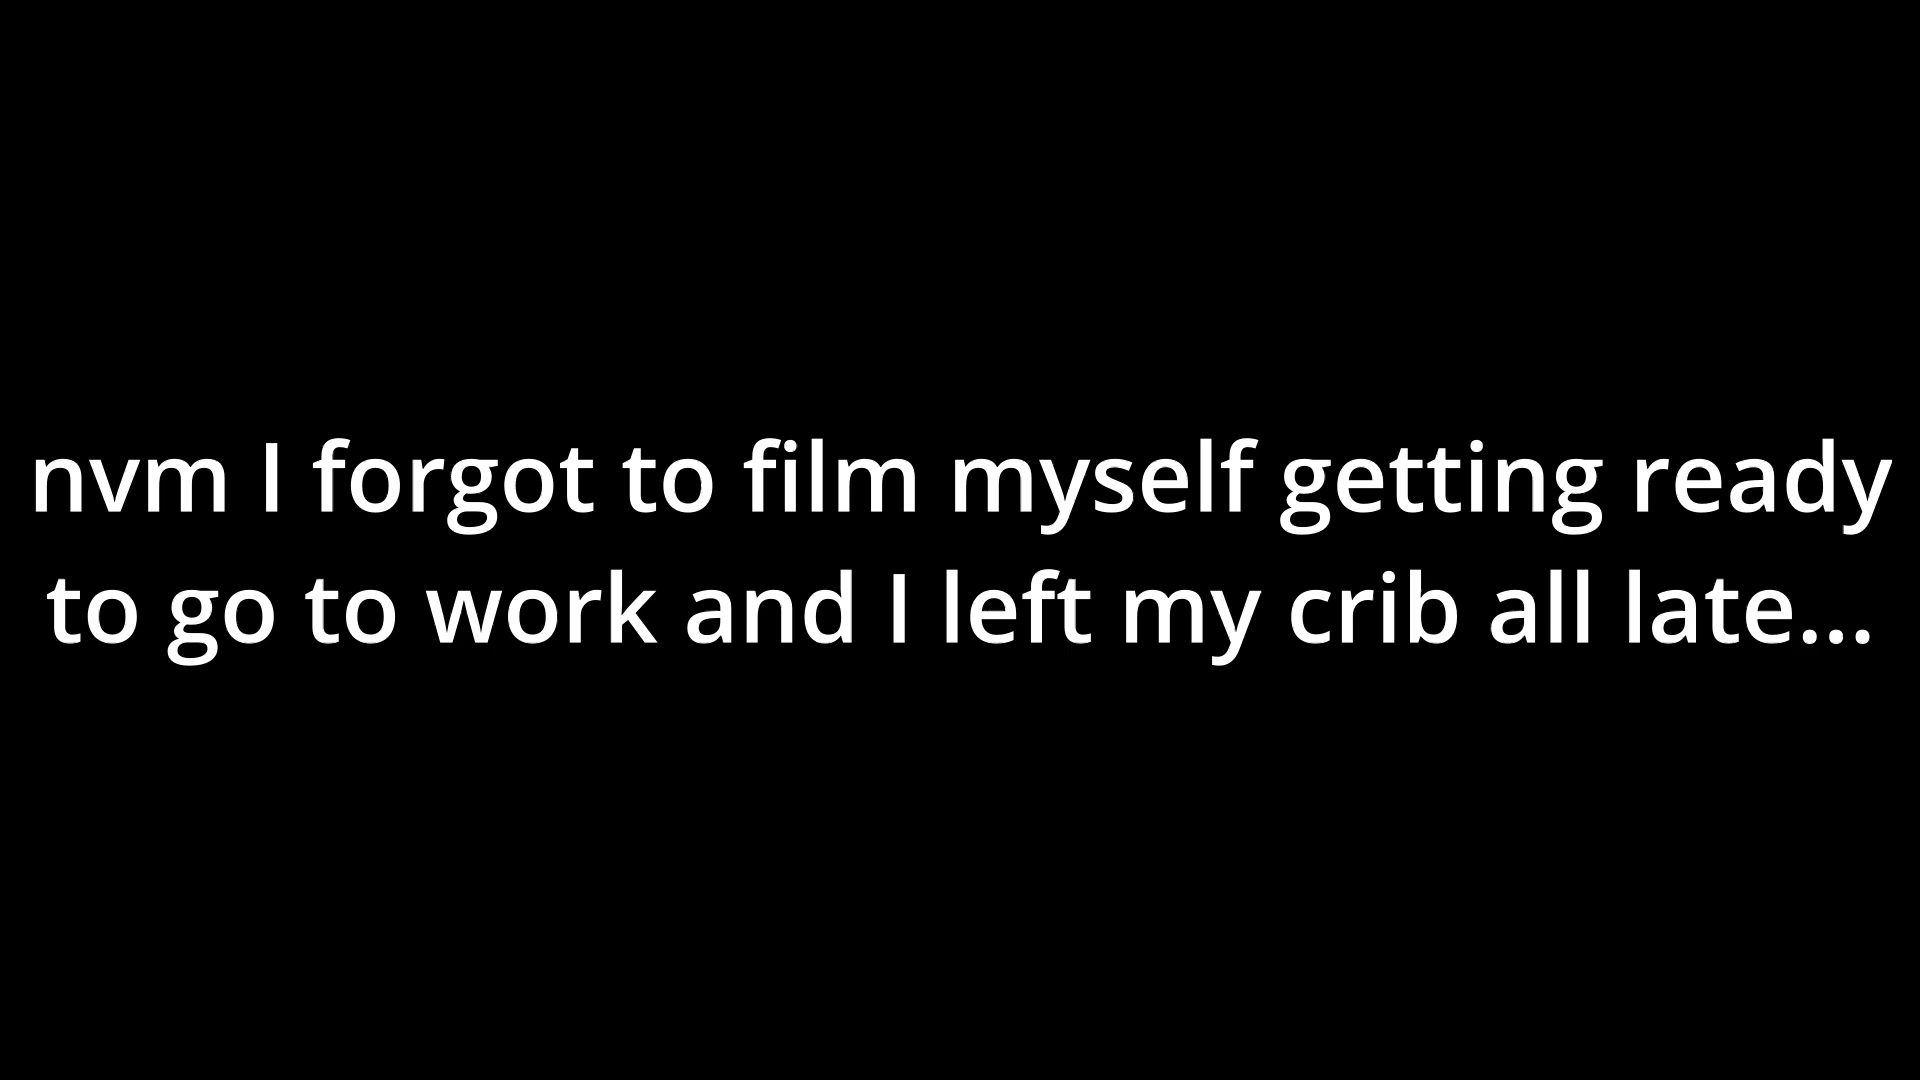 nvm I forgot to film myself getting ready
to go to work and I left my crib all late...